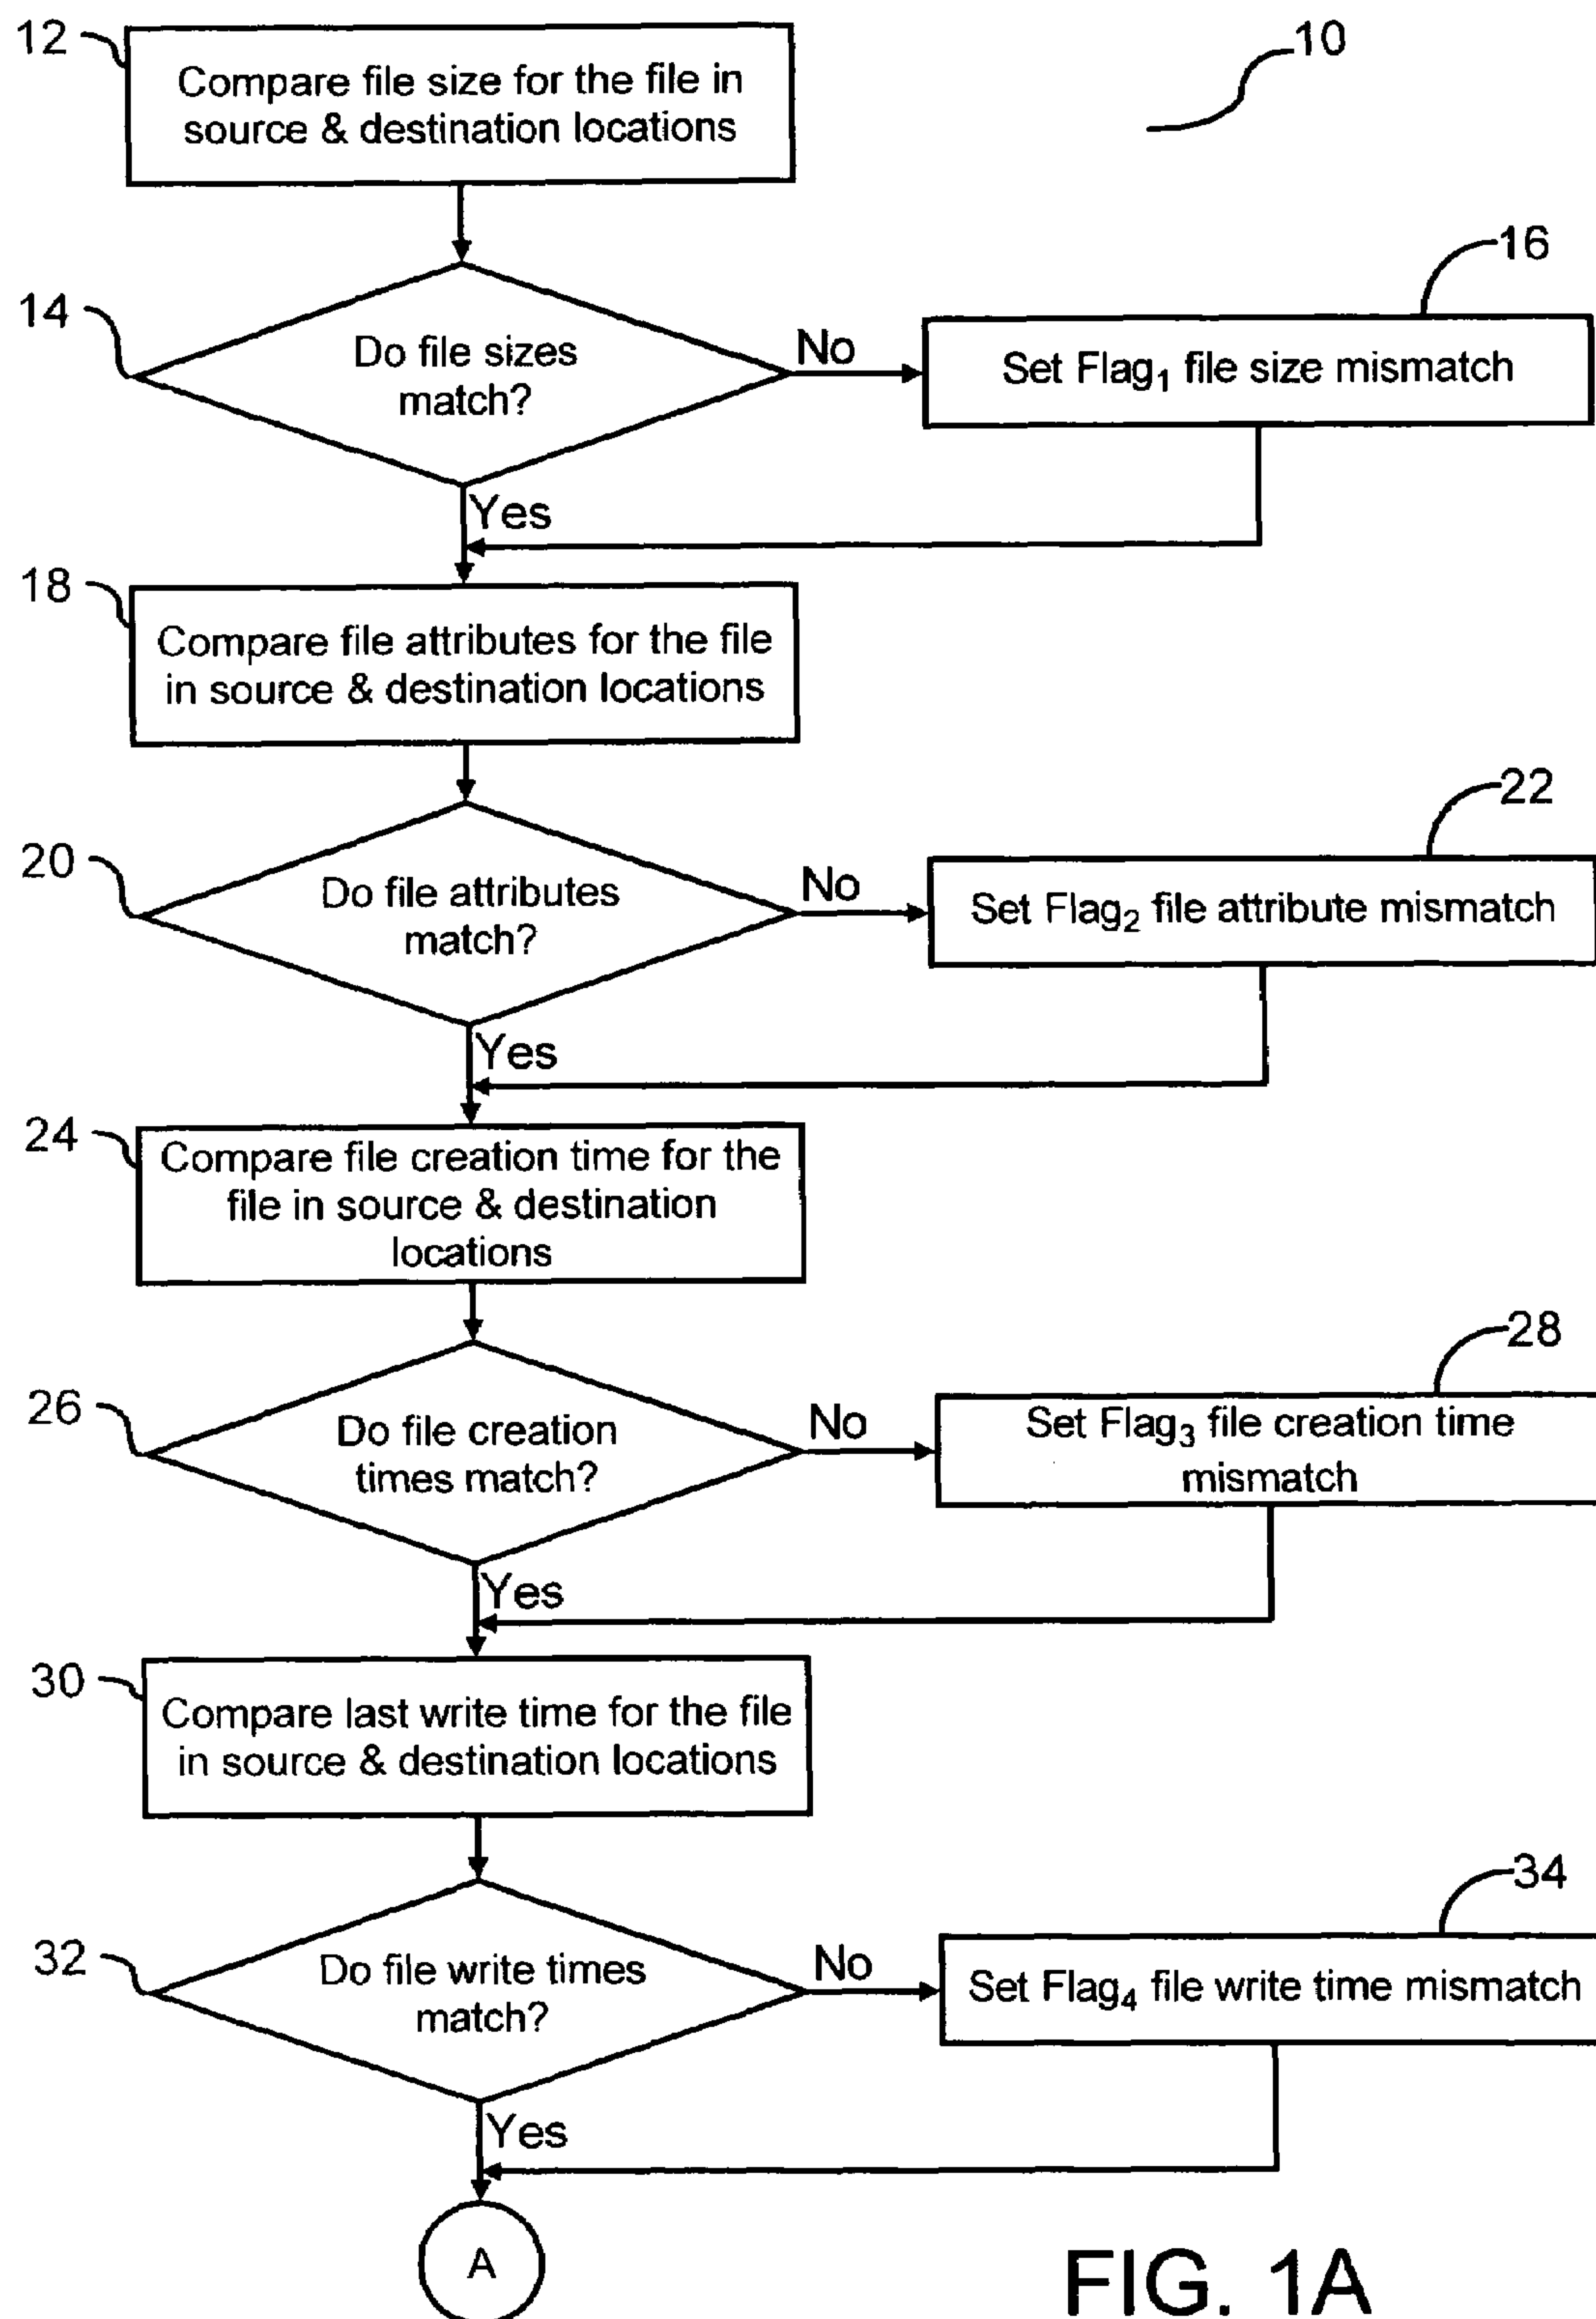 12
10
Compare file size for the file in
source & destination locations
16
14
Do file sizes
match?
No
Set Flag₁ file size mismatch
Yes
18
Compare file attributes for the file
in source & destination locations
22
20
Do file attributes
match?
No
Set Flag₂ file attribute mismatch
Yes
24
Compare file creation time for the
file in source & destination
locations
28
26
Do file creation
times match?
No
Set Flag₃ file creation time
mismatch
Yes
30
Compare last write time for the file
in source & destination locations
34
32
Do file write times
match?
No
Set Flag₄ file write time mismatch
Yes
A
FIG. 1A